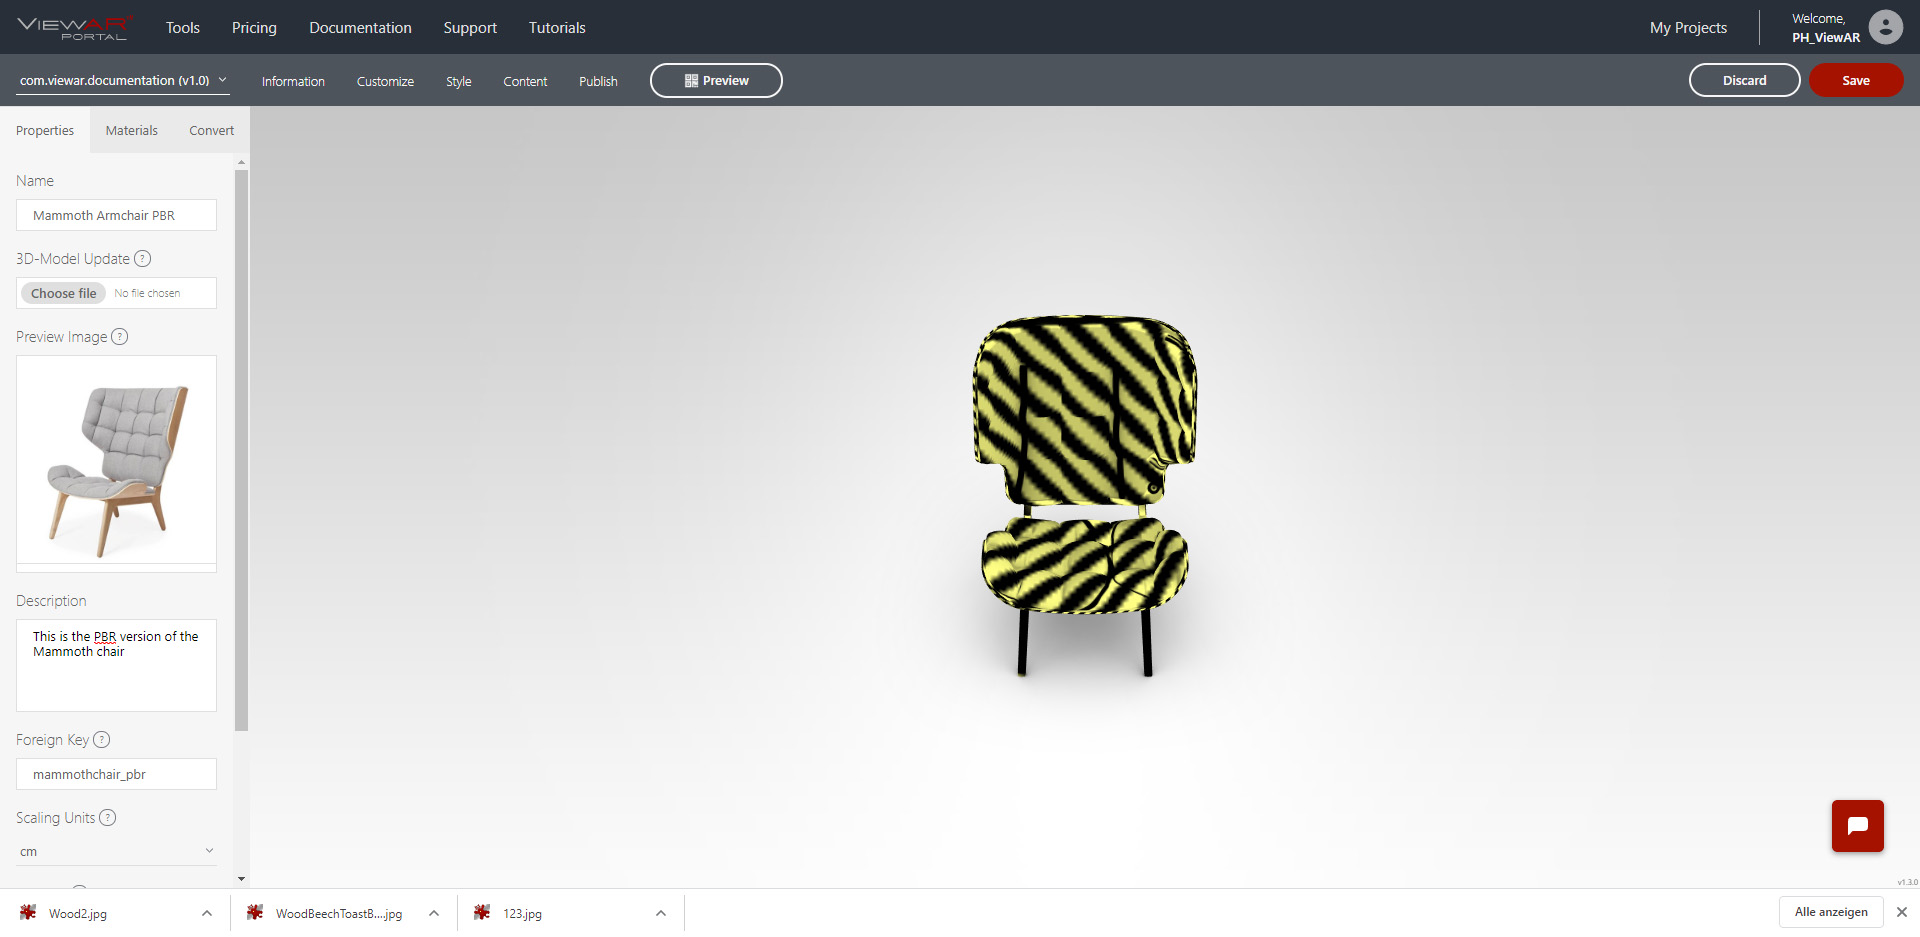 VIEWAR PORTAL
Tools
Pricing
Documentation
Support
Tutorials
My Projects
Welcome,
PH_ViewAR
com.viewar.documentation (v1.0)
Information
Customize
Style
Content
Publish
Preview
Discard
Save
Properties
Materials
Convert
Name
Mammoth Armchair PBR
3D-Model Update ?
Choose file No file chosen
Preview Image ?
Description
This is the PBR version of the
Mammoth chair
Foreign Key ?
mammothchair_pbr
Scaling Units ?
cm
v1.3.0
Wood2.jpg
WoodBeechToastB....jpg
123.jpg
Alle anzeigen